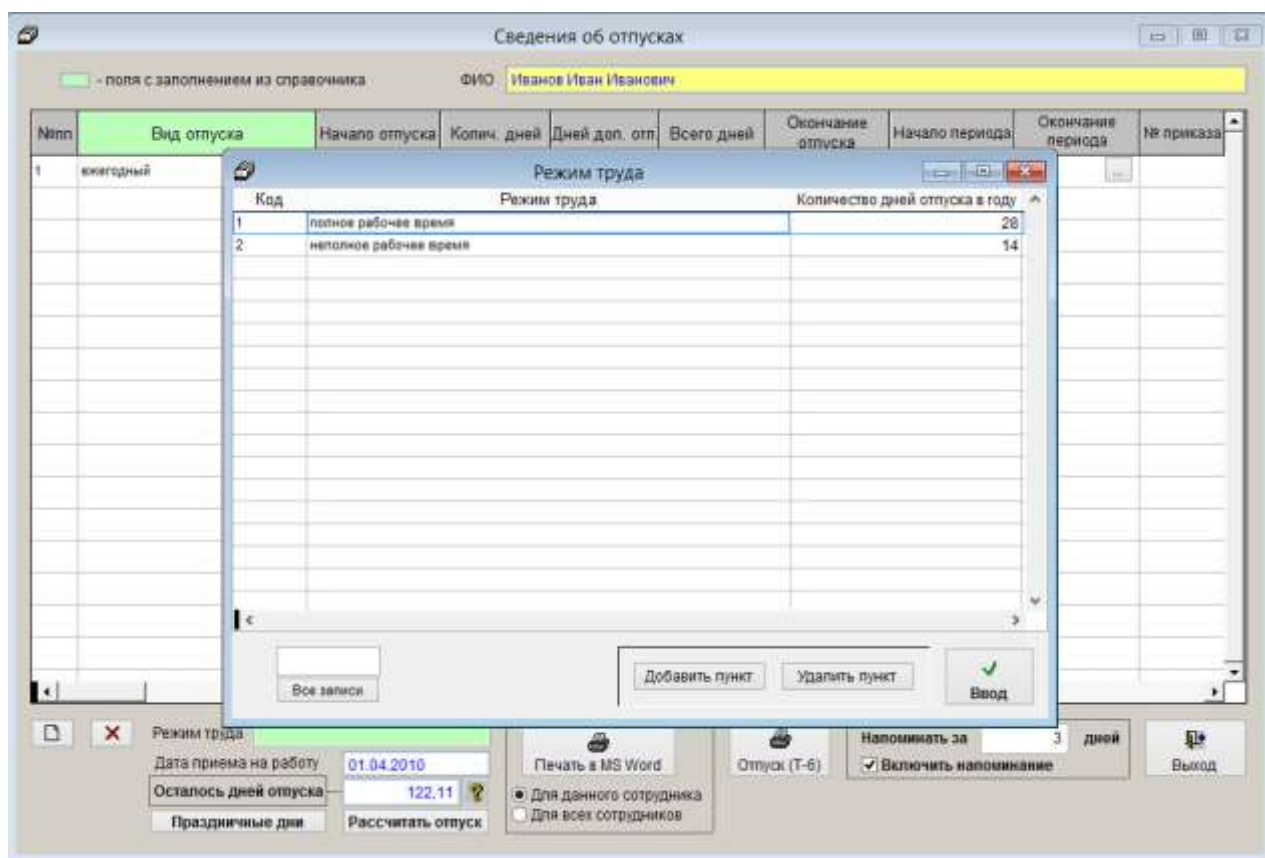 Сведения об отпусках
- поля с заполнением из справочника ФИО Иванов Иван Иванович
№пп Вид отпуска Начало отпуска Колич. дней Дней доп. отп. Всего дней Окончание отпуска Начало периода Окончание периода № приказа
1 ежегодный ...
Режим труда
Код Режим труда Количество дней отпуска в году
1 полное рабочее время 28
2 неполное рабочее время 14
Добавить пункт Удалить пункт Ввод
Все записи
Режим труда
Напоминать за 3 дней
Дата приема на работу 01.04.2010 Печать в MS Word Отпуск (Т-6) Включить напоминание Выход
Осталось дней отпуска 122,11 ? Для данного сотрудника
Для всех сотрудников
Праздничные дни Рассчитать отпуск